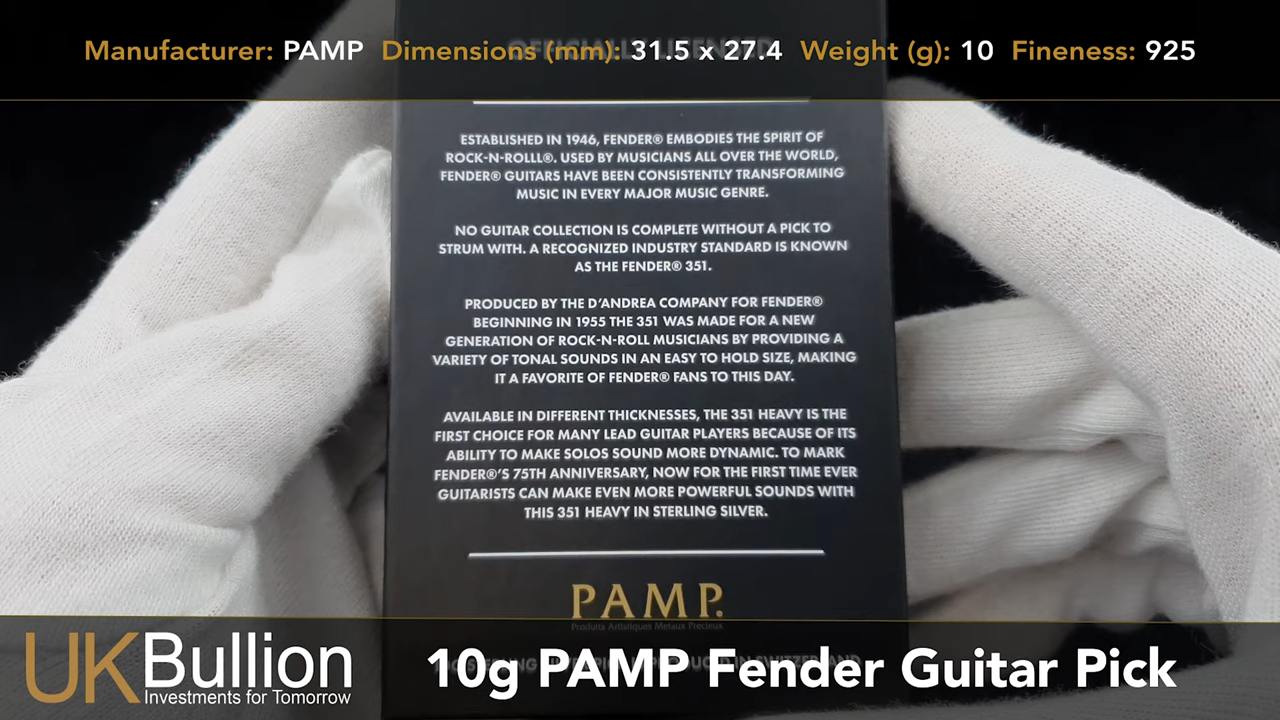 Manufacturer: PAMP Dimensions (mm): 31.5 x 27.4 Weight (g): 10 Fineness: 925
OFFICIALLY LICENSED
ESTABLISHED IN 1946, FENDER® EMBODIES THE SPIRIT OF
ROCK-N-ROLLL®. USED BY MUSICIANS ALL OVER THE WORLD,
FENDER® GUITARS HAVE BEEN CONSISTENTLY TRANSFORMING
MUSIC IN EVERY MAJOR MUSIC GENRE.
NO GUITAR COLLECTION IS COMPLETE WITHOUT A PICK TO
STRUM WITH. A RECOGNIZED INDUSTRY STANDARD IS KNOWN
AS THE FENDER® 351.
PRODUCED BY THE D'ANDREA COMPANY FOR FENDER®
BEGINNING IN 1955 THE 351 WAS MADE FOR A NEW
GENERATION OF ROCK-N-ROLL MUSICIANS BY PROVIDING A
VARIETY OF TONAL SOUNDS IN AN EASY TO HOLD SIZE, MAKING
IT A FAVORITE OF FENDER® FANS TO THIS DAY.
AVAILABLE IN DIFFERENT THICKNESSES, THE 351 HEAVY IS THE
FIRST CHOICE FOR MANY LEAD GUITAR PLAYERS BECAUSE OF ITS
ABILITY TO MAKE SOLOS SOUND MORE DYNAMIC. TO MARK
FENDER®'S 75TH ANNIVERSARY, NOW FOR THE FIRST TIME EVER
GUITARISTS CAN MAKE EVEN MORE POWERFUL SOUNDS WITH
THIS 351 HEAVY IN STERLING SILVER.
PAMP.
Produits Artistiques Métaux Précieux
SWITZERLAND
UKBullion
Investments for Tomorrow
10g PAMP Fender Guitar Pick